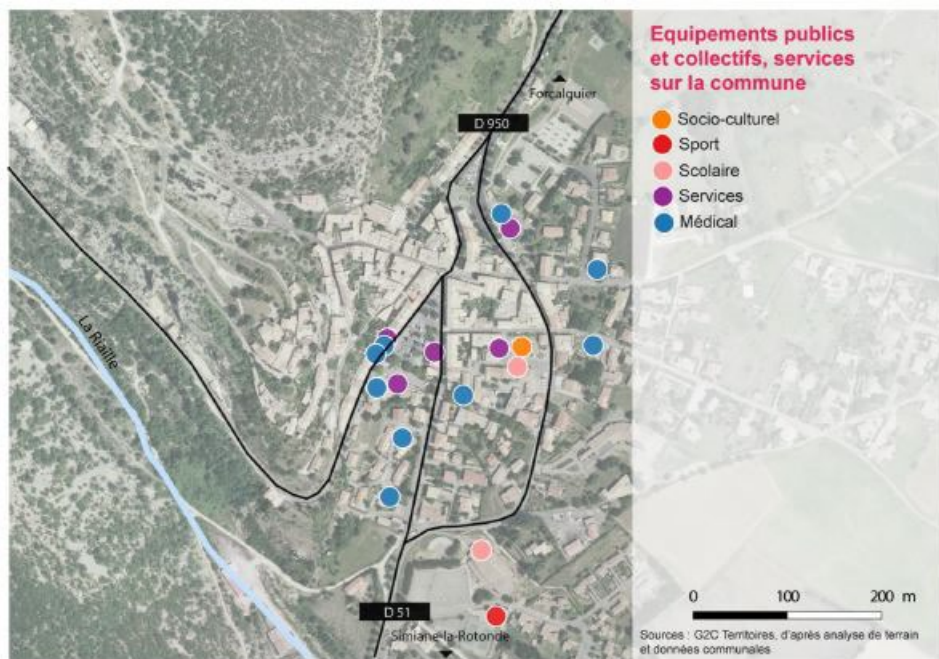 Equipements publics
et collectifs, services
sur la commune
Socio-culturel
Sport
Scolaire
Services
Médical
Forcalquier
D 950
La Riaille
D 51
Simiane-la-Rotonde
0 100 200 m
Sources : G2C Territoires, d'après analyse de terrain
et données communales